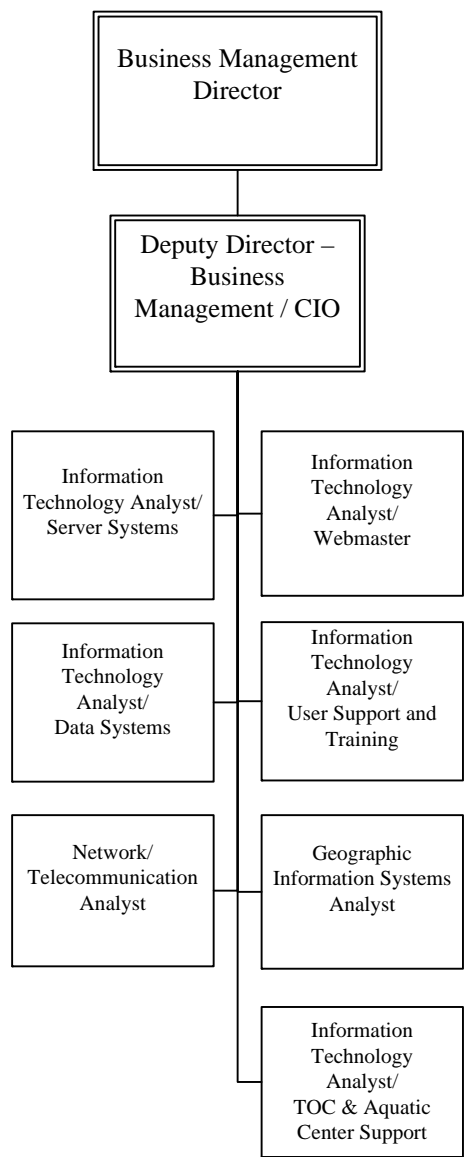 Business Management
Director
Deputy Director –
Business
Management / CIO
Information
Technology Analyst/
Server Systems
Information
Technology
Analyst/
Webmaster
Information
Technology
Analyst/
Data Systems
Information
Technology
Analyst/
User Support and
Training
Network/
Telecommunication
Analyst
Geographic
Information Systems
Analyst
Information
Technology
Analyst/
TOC & Aquatic
Center Support